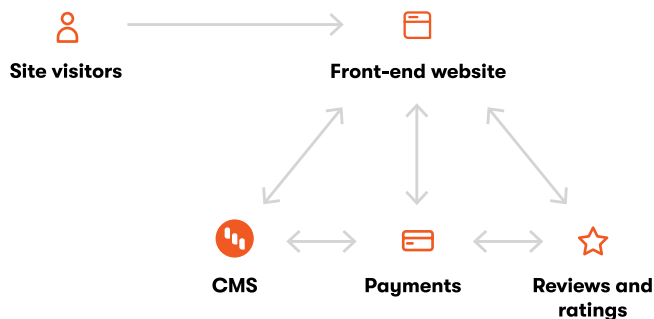 Site visitors
Front-end website
CMS
Payments
Reviews and
ratings